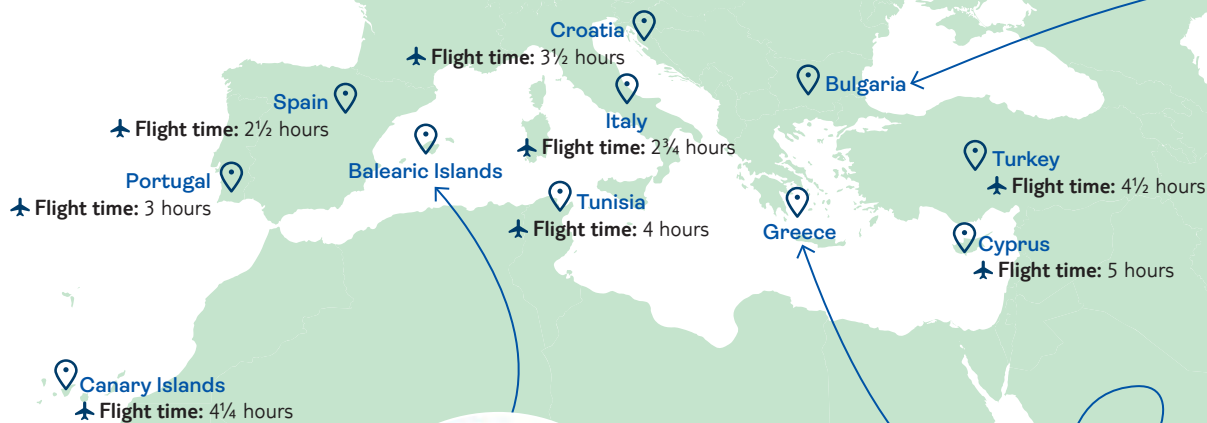 Croatia
Flight time: 3½ hours
Bulgaria
Spain
Flight time: 2½ hours
Italy
Flight time: 2¾ hours
Balearic Islands
Turkey
Flight time: 4½ hours
Portugal
Flight time: 3 hours
Tunisia
Flight time: 4 hours
Greece
Cyprus
Flight time: 5 hours
Canary Islands
Flight time: 4¼ hours